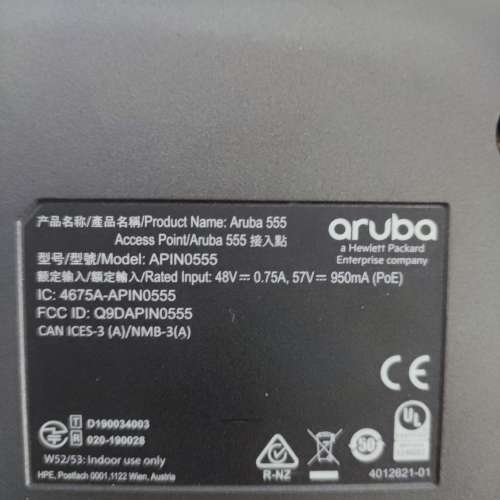 产品名称/產品名稱/Product Name: Aruba 555
Access Point/Aruba 555 接入點
型号/型號/Model: APIN0555
额定输入/額定輸入/Rated Input: 48V⎓ 0.75A, 57V⎓ 950mA (PoE)
IC: 4675A-APIN0555
FCC ID: Q9DAPIN0555
CAN ICES-3 (A)/NMB-3(A)
aruba
a Hewlett Packard
Enterprise company
CE
T D190034003
R 020-190028
W52/53: Indoor use only
HPE, Postfach 0001,1122 Wien, Austria
R-NZ
50
UL
4012621-01